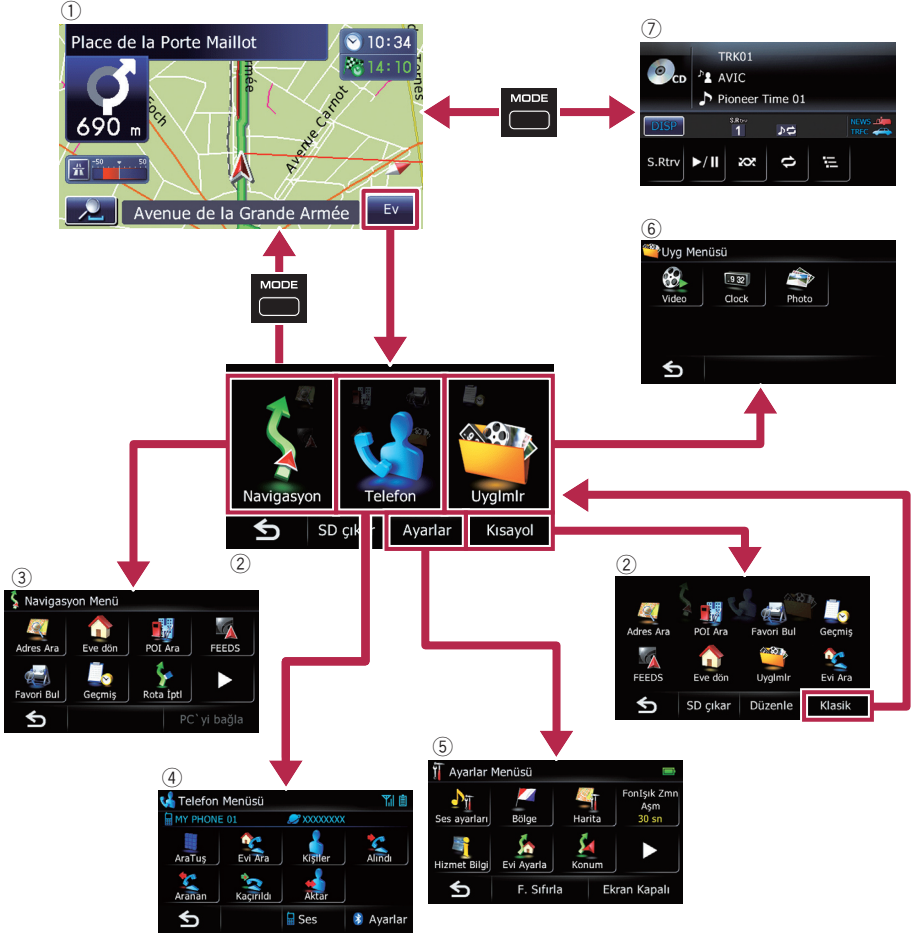 ①
Place de la Porte Maillot
10:34
14:10
690 m
-50 50
Avenue Carnot
Avenue de la Grande Armée
Ev
MODE
⑦
TRK01
CD
AVIC
Pioneer Time 01
DISP
S.Rtrv
1
NEWS
TRFC
S.Rtrv
⑥
Uyg Menüsü
Video
Clock
Photo
MODE
Navigasyon
Telefon
Uyglmlr
SD çıkar
Ayarlar
Kısayol
②
③
Navigasyon Menü
Adres Ara
Eve dön
POI Ara
FEEDS
Favori Bul
Geçmiş
Rota İptl
PC`yi bağla
②
Adres Ara
POI Ara
Favori Bul
Geçmiş
FEEDS
Eve dön
Uyglmlr
Evi Ara
SD çıkar
Düzenle
Klasik
④
Telefon Menüsü
MY PHONE 01
XXXXXXXX
AraTuş
Evi Ara
Kişiler
Alındı
Aranan
Kaçırıldı
Aktar
Ses
Ayarlar
⑤
Ayarlar Menüsü
Ses ayarları
Bölge
Harita
Fonışık Zmn
Aşm
30 sn
Hizmet Bilgi
Evi Ayarla
Konum
F. Sıfırla
Ekran Kapalı